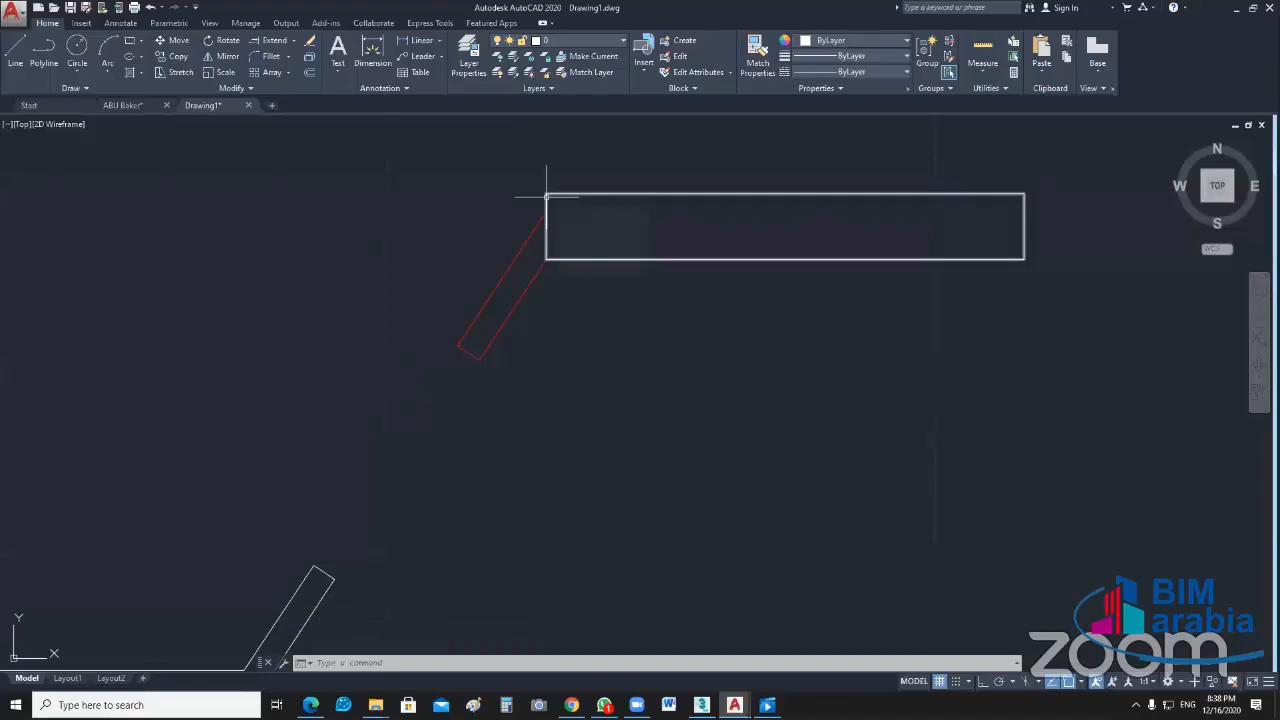 Autodesk AutoCAD 2020 Drawing1.dwg
Type a keyword or phrase
Sign In
Home Insert Annotate Parametric View Manage Output Add-ins Collaborate Express Tools Featured Apps
Line Polyline Circle Arc
Move Rotate Extend
Copy Mirror Fillet
Stretch Scale Array
Text Dimension
Linear
Leader
Table
Layer Properties
0
Make Current
Match Layer
Insert
Create
Edit
Edit Attributes
Match Properties
ByLayer
ByLayer
ByLayer
Group
Measure
Paste
Base
Draw Modify Annotation Layers Block Properties Groups Utilities Clipboard View
Start ABU Baker* Drawing1*
[−][Top][2D Wireframe]
N
W TOP E
S
WCS
BIM
arabia
zoom
Y
X
Type a command
Model Layout1 Layout2
MODEL
Type here to search
1
ENG
8:38 PM
12/16/2020